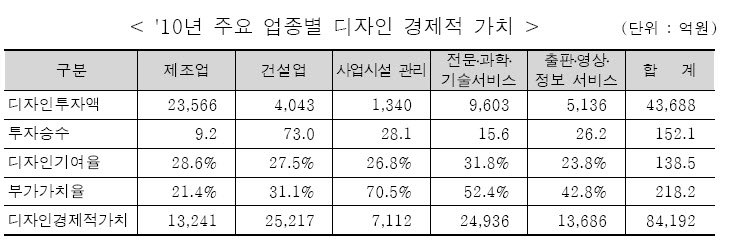 < '10년 주요 업종별 디자인 경제적 가치 >
(단위 : 억원)
구분 제조업 건설업 사업시설 관리 전문·과학· 기술서비스 출판·영상· 정보 서비스 합 계
디자인투자액 23,566 4,043 1,340 9,603 5,136 43,688
투자승수 9.2 73.0 28.1 15.6 26.2 152.1
디자인기여율 28.6% 27.5% 26.8% 31.8% 23.8% 138.5
부가가치율 21.4% 31.1% 70.5% 52.4% 42.8% 218.2
디자인경제적가치 13,241 25,217 7,112 24,936 13,686 84,192